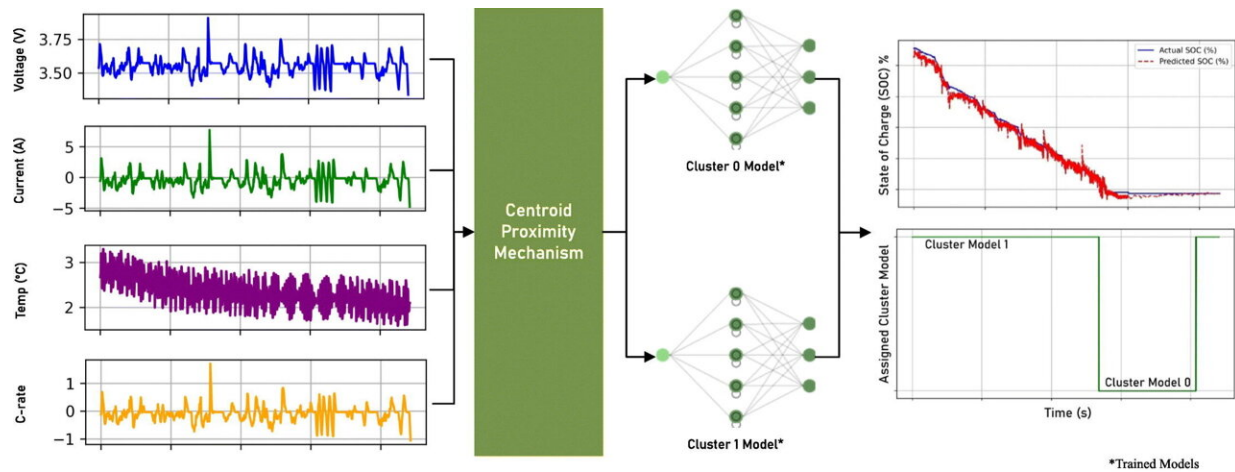 Voltage (V)
3.75
3.50
Current (A)
5
0
−5
Temp (°C)
3
2
C-rate
1
0
−1
Centroid
Proximity
Mechanism
Cluster 0 Model*
Cluster 1 Model*
State of Charge (SOC) %
Actual SOC (%)
Predicted SOC (%)
Assigned Cluster Model
Cluster Model 1
Cluster Model 0
Time (s)
*Trained Models